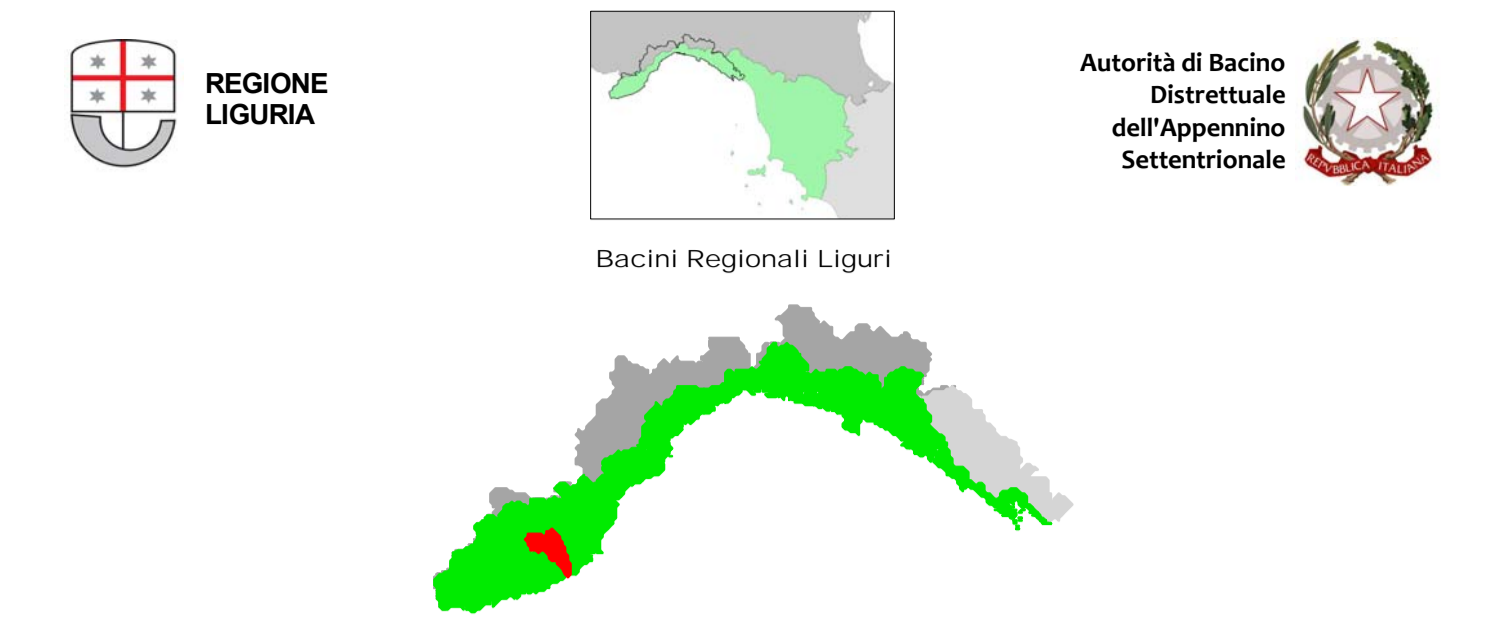 REGIONE
LIGURIA
Autorità di Bacino
Distrettuale
dell'Appennino
Settentrionale
REPVBBLICA ITALIANA
Bacini Regionali Liguri